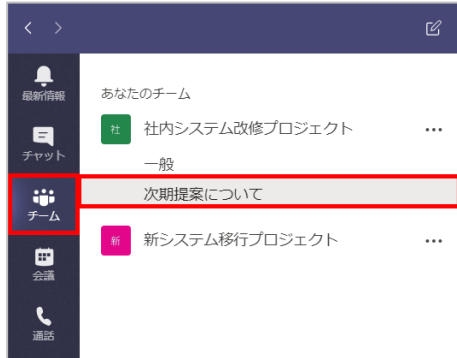 最新情報
チャット
チーム
会議
通話
あなたのチーム
社 社内システム改修プロジェクト
一般
次期提案について
新 新システム移行プロジェクト